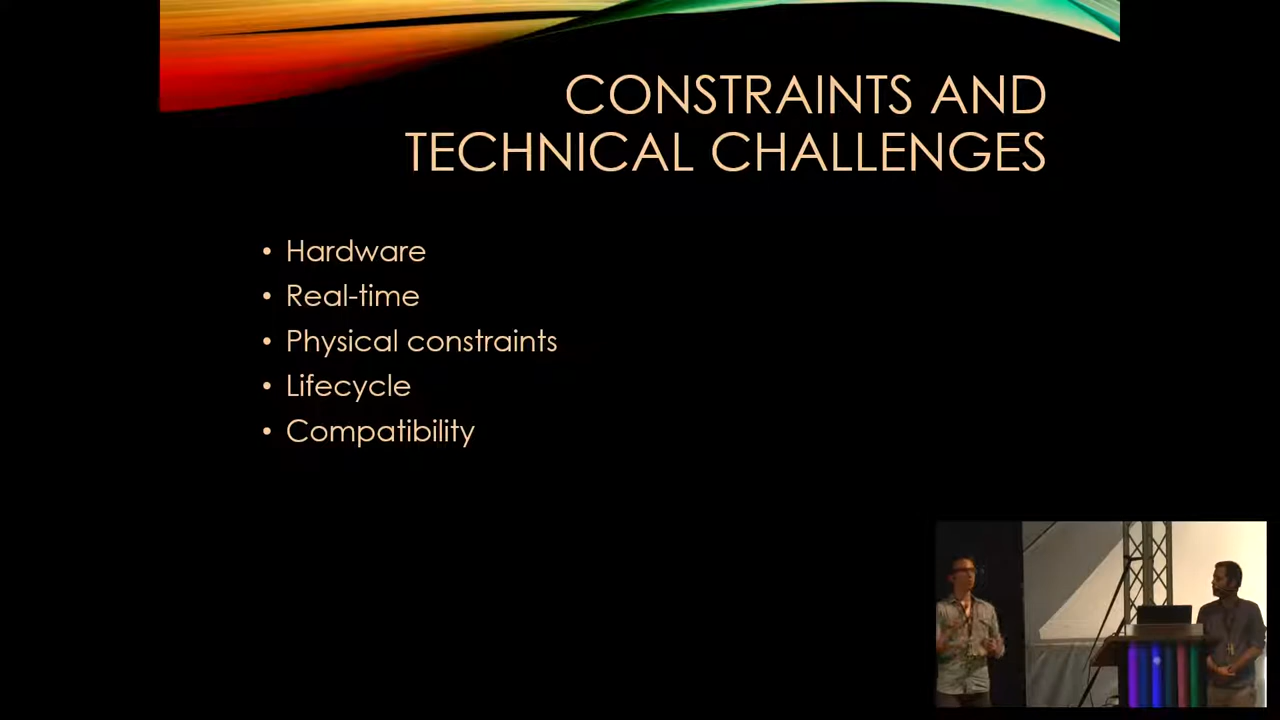 CONSTRAINTS AND
TECHNICAL CHALLENGES
• Hardware
• Real-time
• Physical constraints
• Lifecycle
• Compatibility